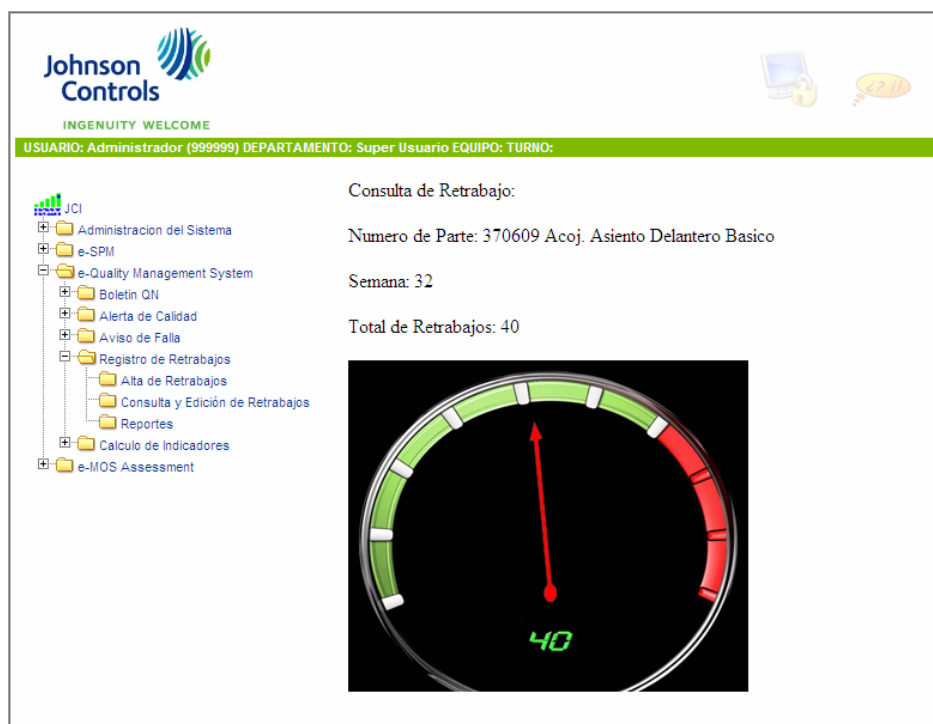 Johnson
Controls
INGENUITY WELCOME
¿? !!
USUARIO: Administrador (999999) DEPARTAMENTO: Super Usuario EQUIPO: TURNO:
JCI
Administracion del Sistema
e-SPM
e-Quality Management System
Boletin QN
Alerta de Calidad
Aviso de Falla
Registro de Retrabajos
Alta de Retrabajos
Consulta y Edición de Retrabajos
Reportes
Calculo de Indicadores
e-MOS Assessment
Consulta de Retrabajo:
Numero de Parte: 370609 Acoj. Asiento Delantero Basico
Semana: 32
Total de Retrabajos: 40
40